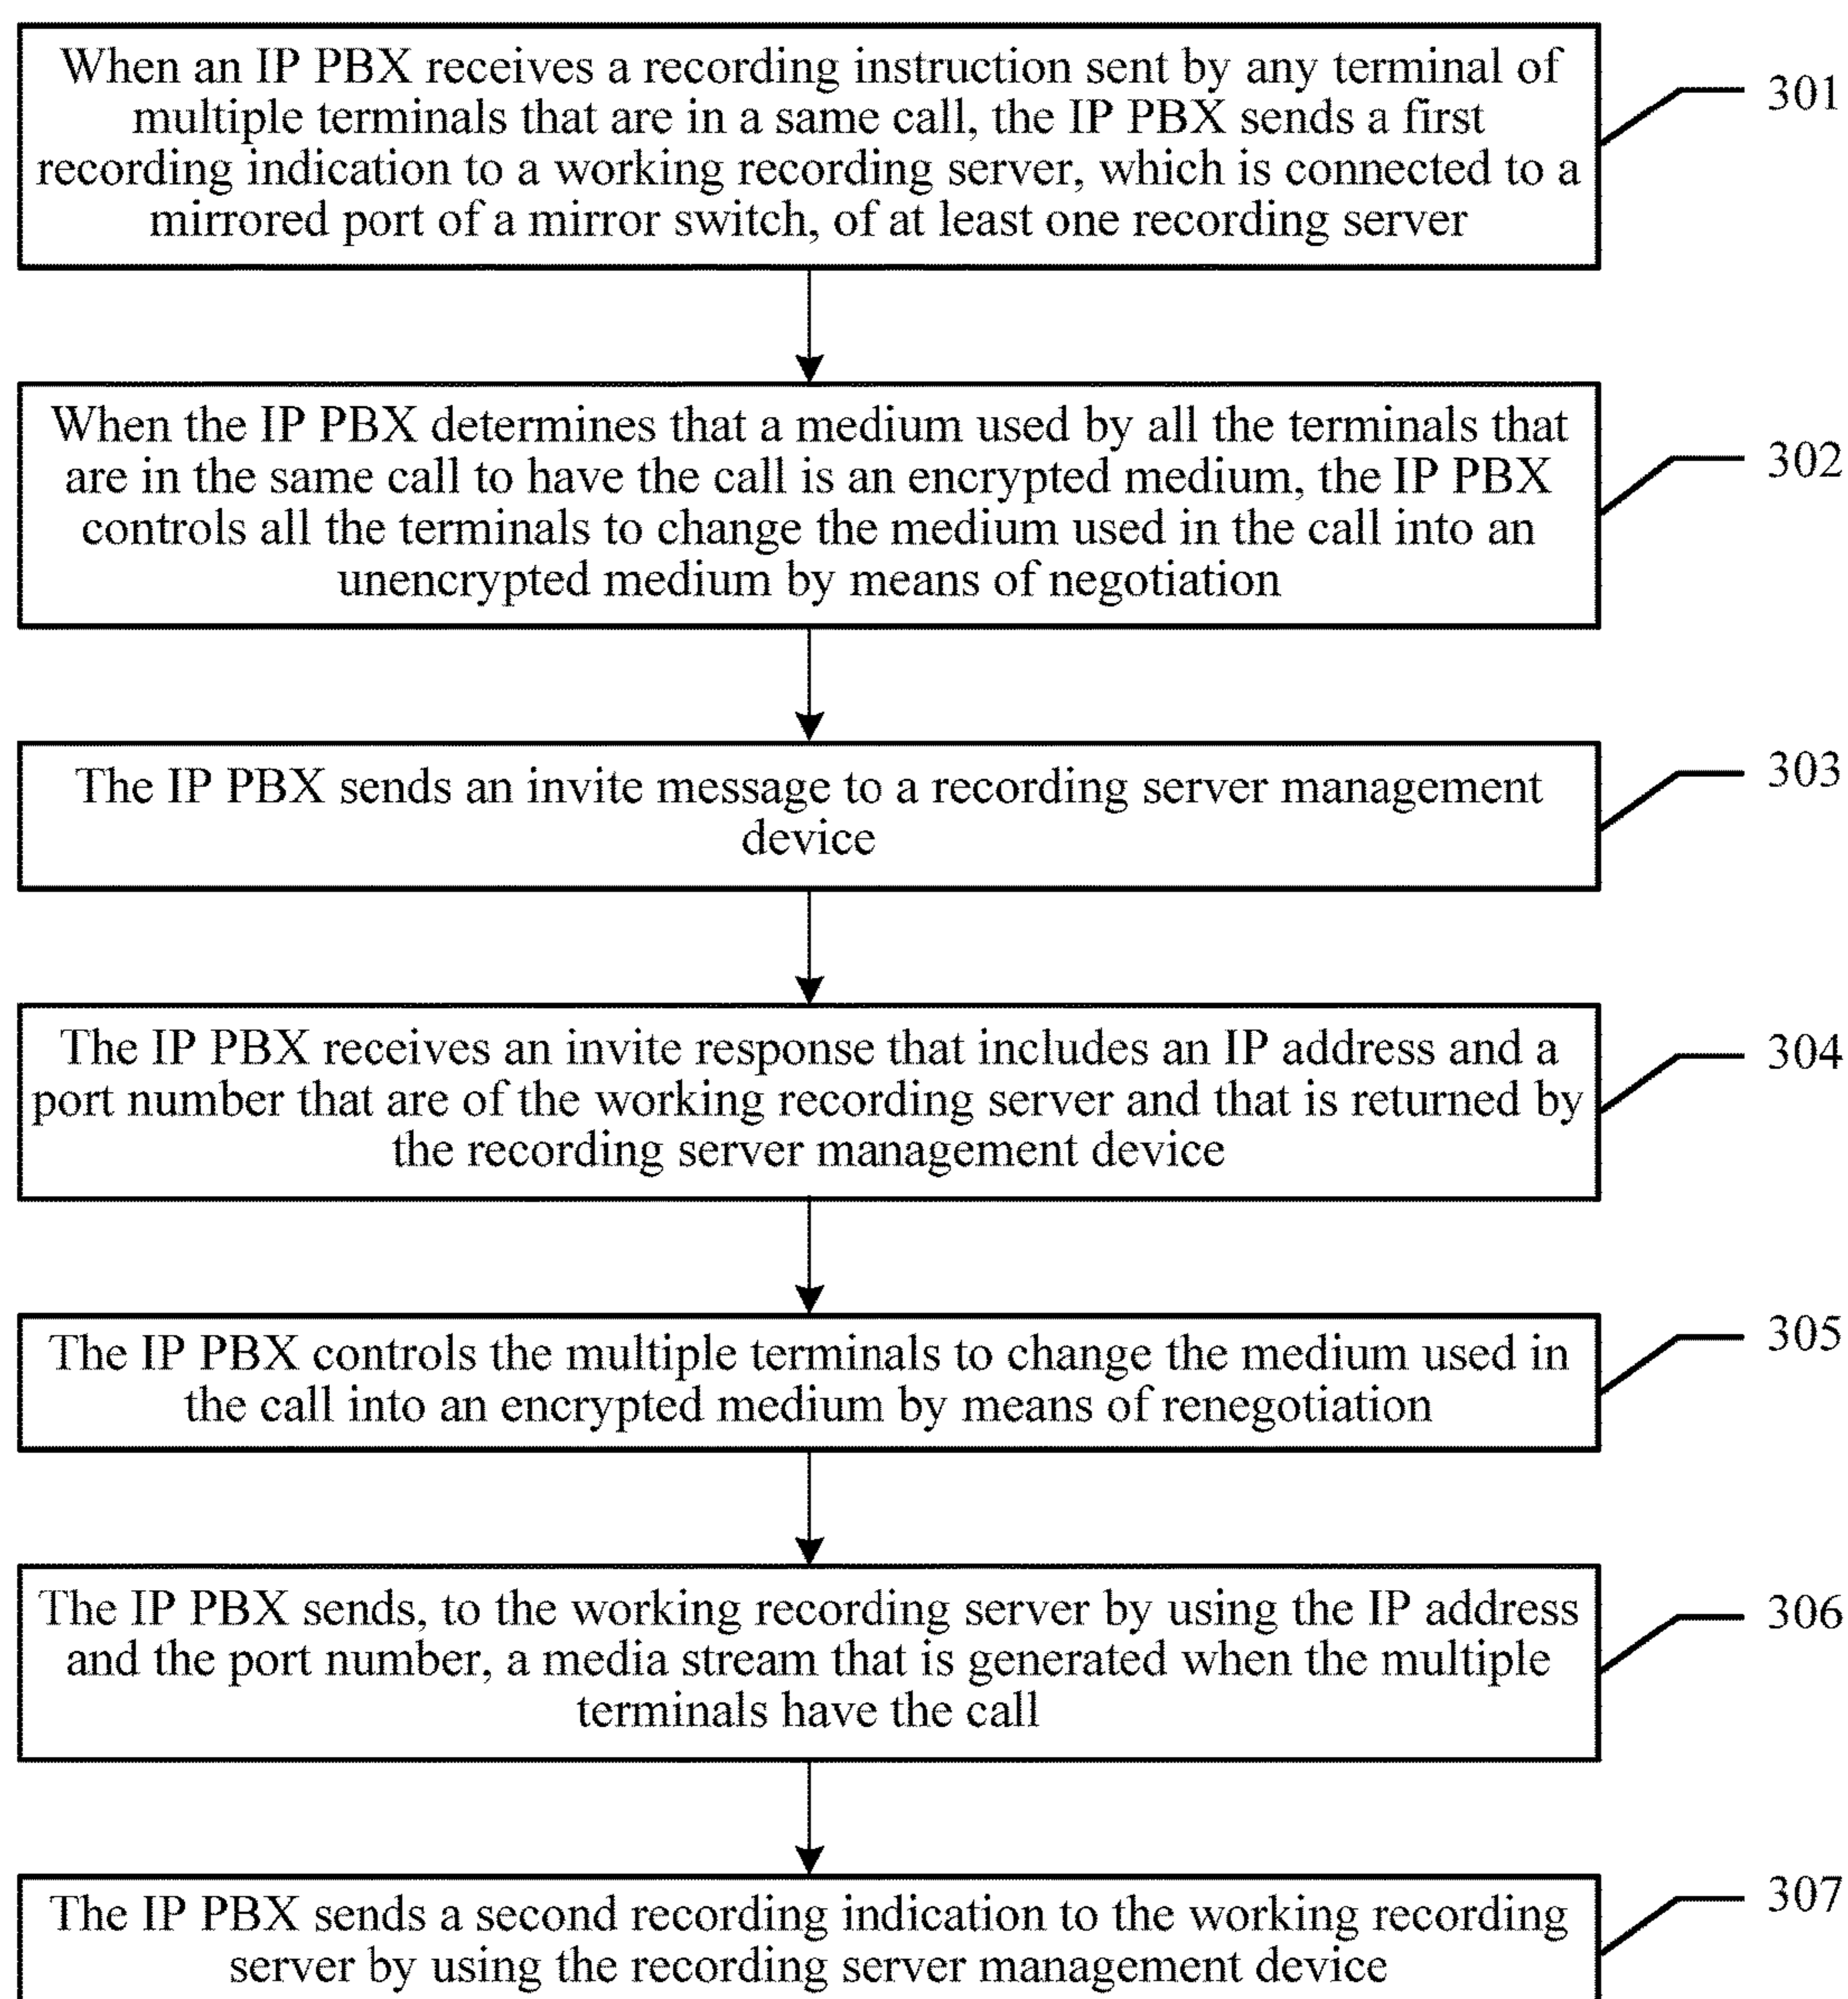 When an IP PBX receives a recording instruction sent by any terminal of
multiple terminals that are in a same call, the IP PBX sends a first
recording indication to a working recording server, which is connected to a
mirrored port of a mirror switch, of at least one recording server
301
When the IP PBX determines that a medium used by all the terminals that
are in the same call to have the call is an encrypted medium, the IP PBX
controls all the terminals to change the medium used in the call into an
unencrypted medium by means of negotiation
302
The IP PBX sends an invite message to a recording server management
device
303
The IP PBX receives an invite response that includes an IP address and a
port number that are of the working recording server and that is returned by
the recording server management device
304
The IP PBX controls the multiple terminals to change the medium used in
the call into an encrypted medium by means of renegotiation
305
The IP PBX sends, to the working recording server by using the IP address
and the port number, a media stream that is generated when the multiple
terminals have the call
306
The IP PBX sends a second recording indication to the working recording
server by using the recording server management device
307